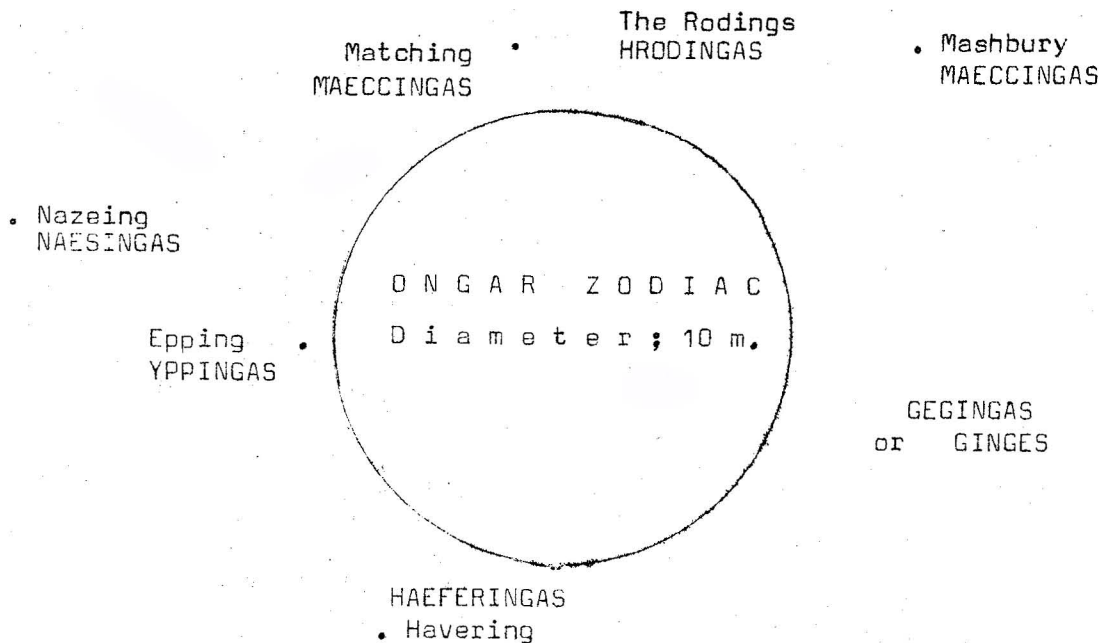 The Rodings
HRODINGAS
Matching
MAECCINGAS
Mashbury
MAECCINGAS
Nazeing
NAESINGAS
ONGAR ZODIAC
Diameter; 10 m.
Epping
YPPINGAS
GEGINGAS
or GINGES
HAEFERINGAS
Havering